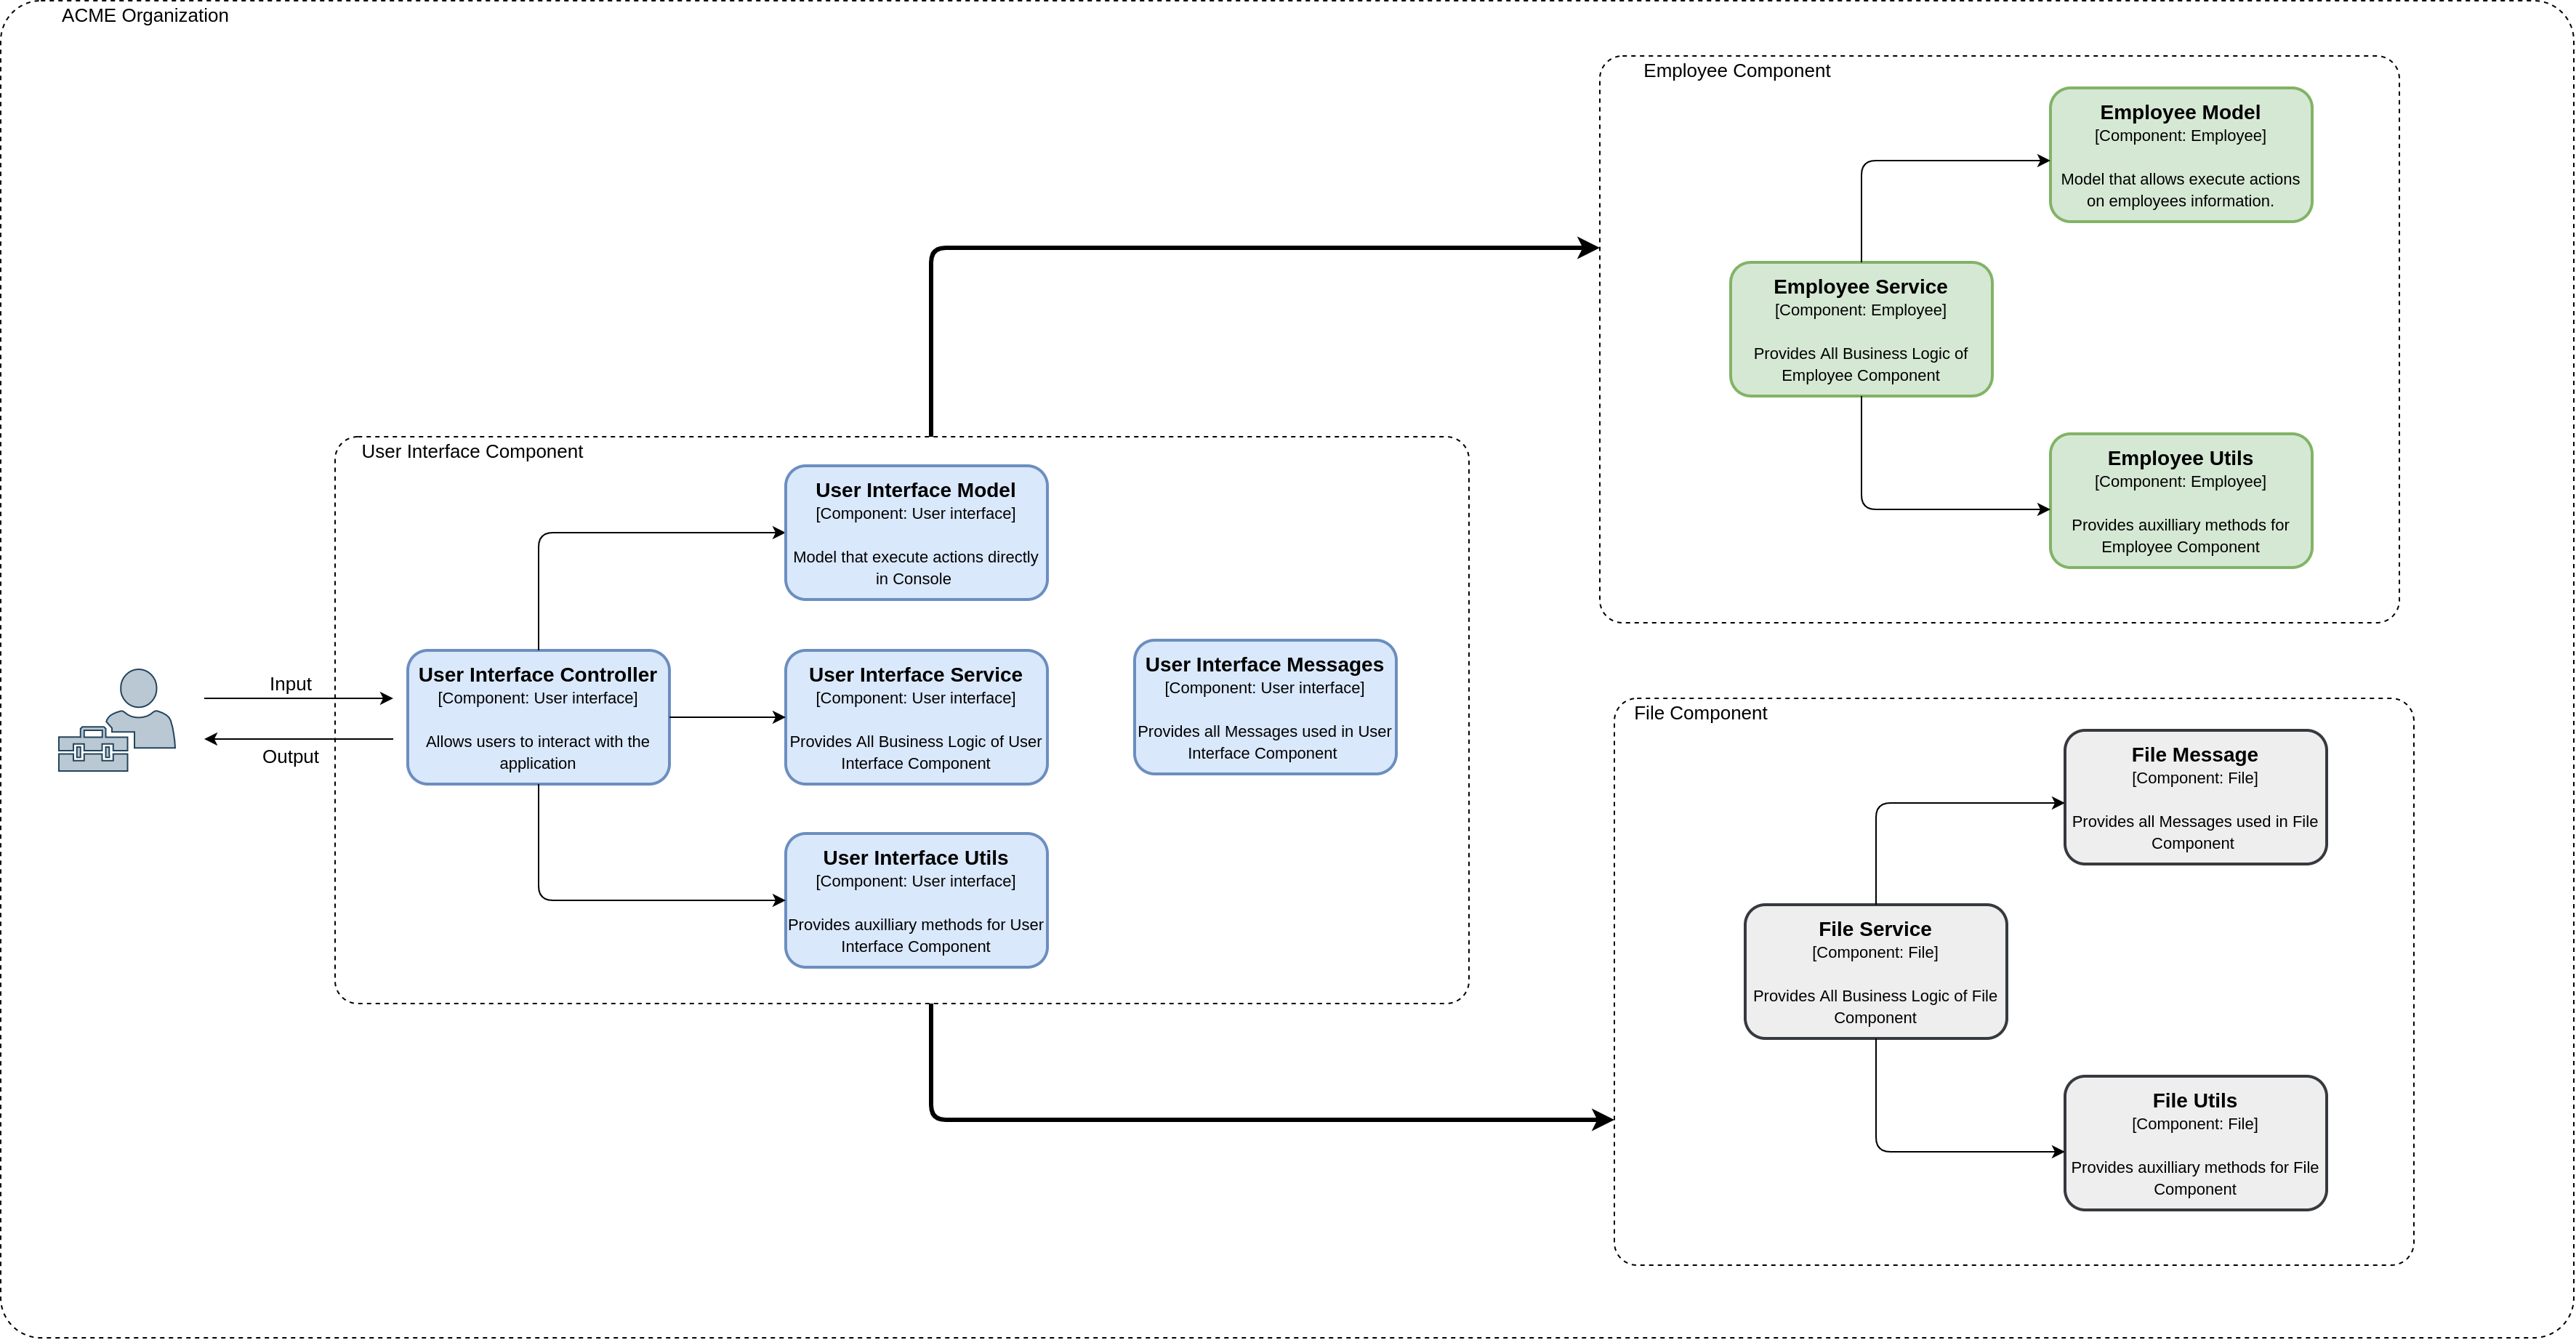 ACME Organization
Employee Component
Employee Model
[Component: Employee]
Model that allows execute actions
on employees information.
Employee Service
[Component: Employee]
Provides All Business Logic of
Employee Component
Employee Utils
[Component: Employee]
Provides auxilliary methods for
Employee Component
User Interface Component
User Interface Model
[Component: User interface]
Model that execute actions directly
in Console
Input
Output
User Interface Controller
[Component: User interface]
Allows users to interact with the
application
User Interface Service
[Component: User interface]
Provides All Business Logic of User
Interface Component
User Interface Messages
[Component: User interface]
Provides all Messages used in User
Interface Component
User Interface Utils
[Component: User interface]
Provides auxilliary methods for User
Interface Component
File Component
File Message
[Component: File]
Provides all Messages used in File
Component
File Service
[Component: File]
Provides All Business Logic of File
Component
File Utils
[Component: File]
Provides auxilliary methods for File
Component